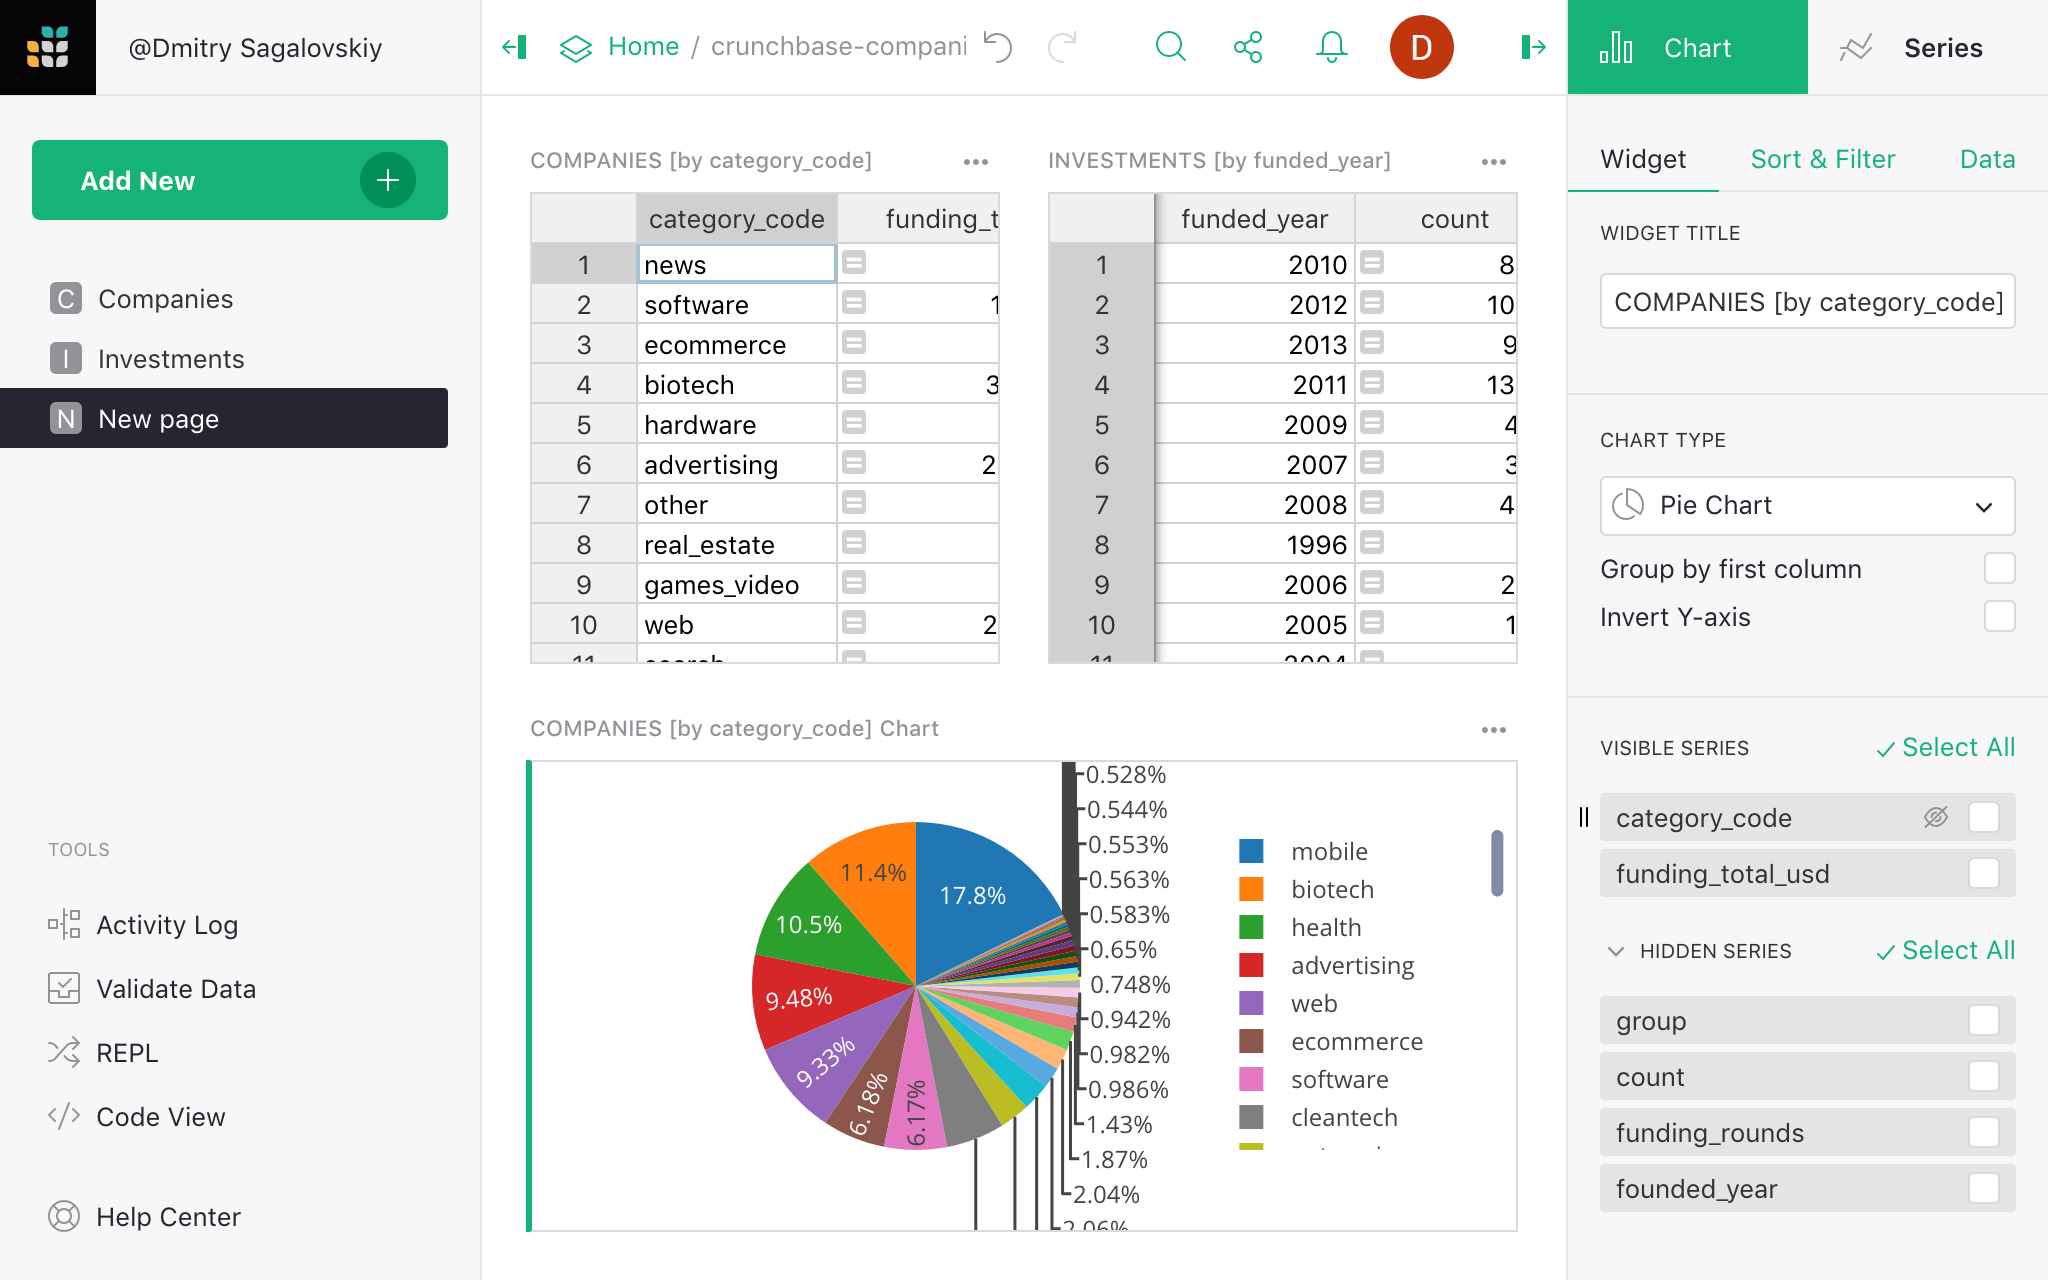 @Dmitry Sagalovskiy
Home / crunchbase-compani
D
Chart
Series
Add New
C Companies
I Investments
N New page
TOOLS
Activity Log
Validate Data
REPL
Code View
Help Center
COMPANIES [by category_code]
category_code funding_t
1 news
2 software 1
3 ecommerce
4 biotech 3
5 hardware
6 advertising 2
7 other
8 real_estate
9 games_video
10 web 2
11 search
INVESTMENTS [by funded_year]
funded_year count
1 2010 8
2 2012 10
3 2013 9
4 2011 13
5 2009 4
6 2007 3
7 2008 4
8 1996
9 2006 2
10 2005 1
11 2004
COMPANIES [by category_code] Chart
17.8%
11.4%
10.5%
9.48%
9.33%
6.18%
6.17%
0.528%
0.544%
0.553%
0.563%
0.583%
0.65%
0.748%
0.942%
0.982%
0.986%
1.43%
1.87%
2.04%
2.06%
mobile
biotech
health
advertising
web
ecommerce
software
cleantech
Widget
Sort & Filter
Data
WIDGET TITLE
COMPANIES [by category_code]
CHART TYPE
Pie Chart
Group by first column
Invert Y-axis
VISIBLE SERIES
Select All
category_code
funding_total_usd
HIDDEN SERIES
Select All
group
count
funding_rounds
founded_year